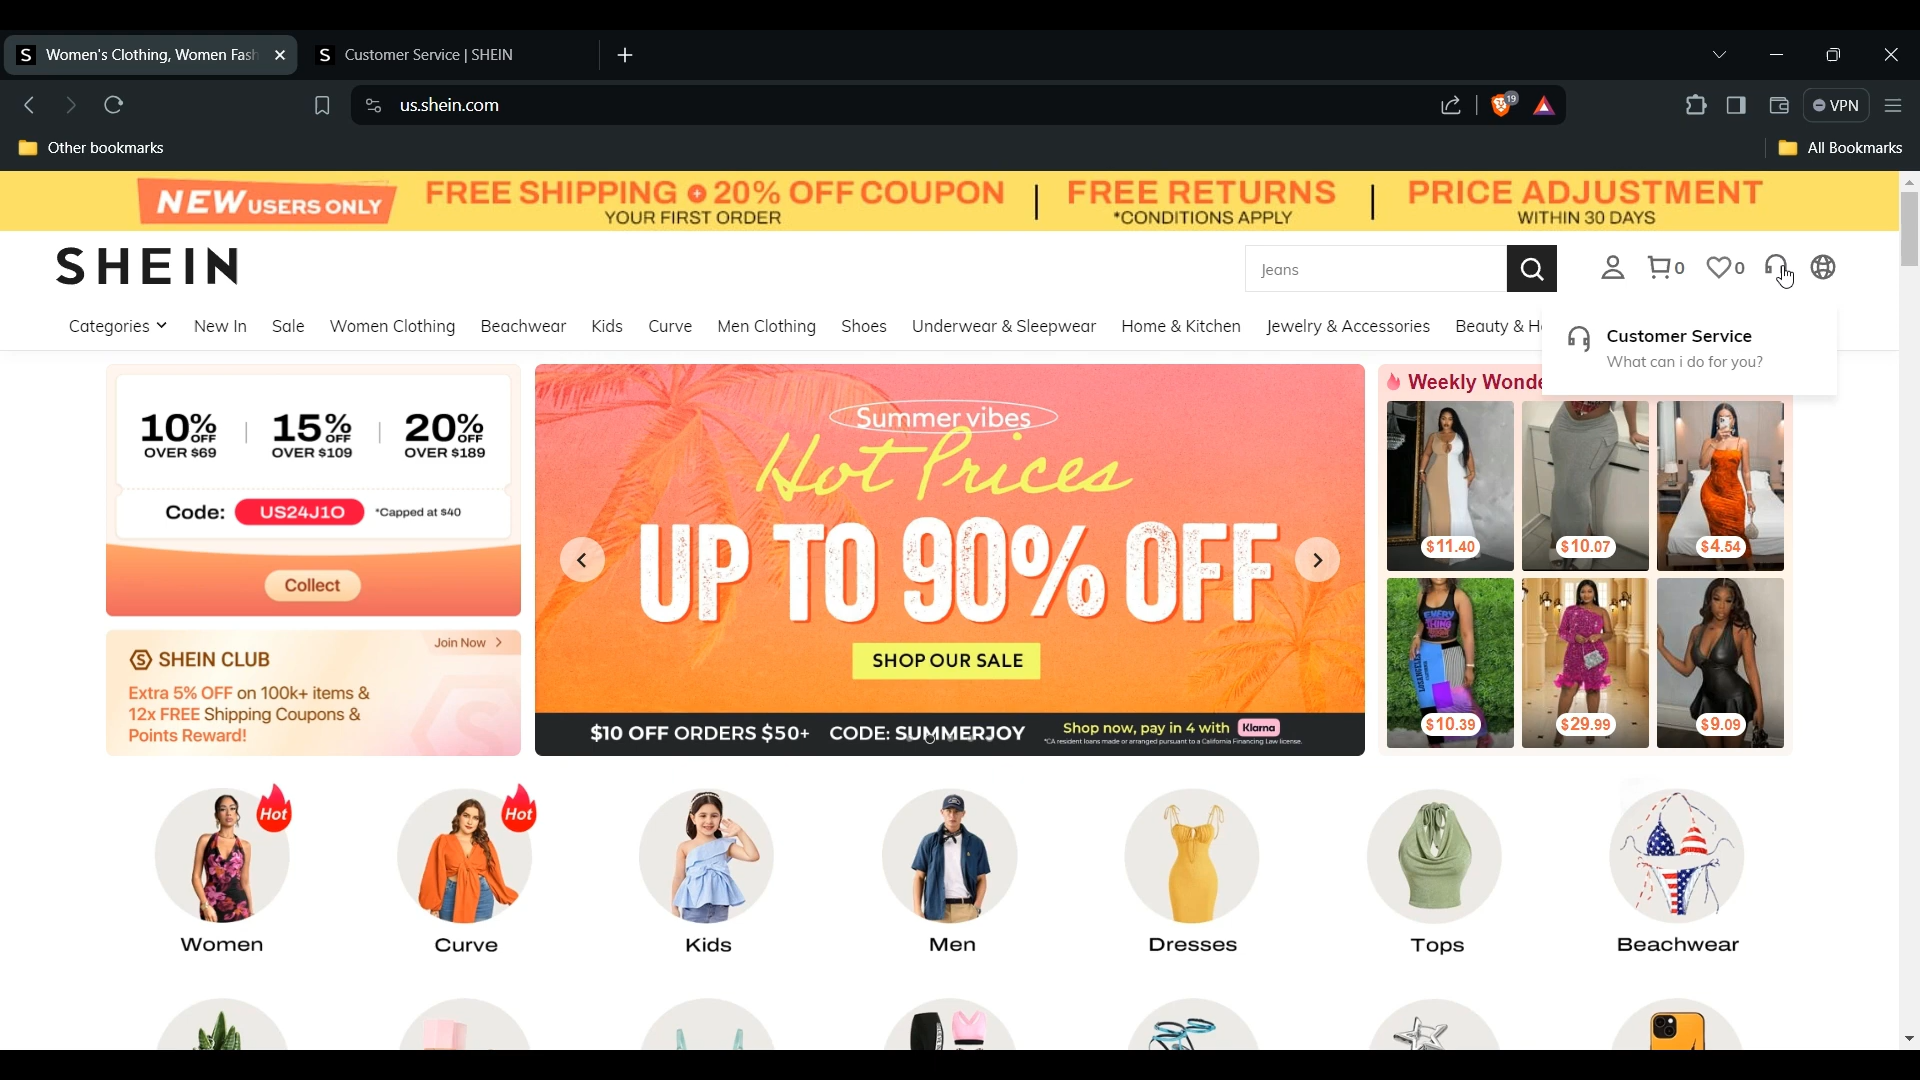 S Women's Clothing, Women Fash
S Customer Service | SHEIN
us.shein.com
19
VPN
Other bookmarks
All Bookmarks
NEW USERS ONLY
FREE SHIPPING + 20% OFF COUPON
YOUR FIRST ORDER
FREE RETURNS
*CONDITIONS APPLY
PRICE ADJUSTMENT
WITHIN 30 DAYS
SHEIN
Jeans
0
0
Categories New In Sale Women Clothing Beachwear Kids Curve Men Clothing Shoes Underwear & Sleepwear Home & Kitchen Jewelry & Accessories Beauty & H
Customer Service
What can i do for you?
10% OFF
OVER $69
15% OFF
OVER $109
20% OFF
OVER $189
Code: US24J10 *Capped at $40
Collect
Join Now >
S SHEIN CLUB
Extra 5% OFF on 100k+ items &
12x FREE Shipping Coupons &
Points Reward!
Summer vibes
Hot Prices
UP TO 90% OFF
SHOP OUR SALE
$10 OFF ORDERS $50+ CODE: SUMMERJOY
Shop now, pay in 4 with Klarna
*CA resident loans made or arranged pursuant to a California Financing Law license.
Weekly Wonde
$11.40
$10.07
$4.54
$10.39
$29.99
$9.09
Hot
Hot
Women
Curve
Kids
Men
Dresses
Tops
Beachwear